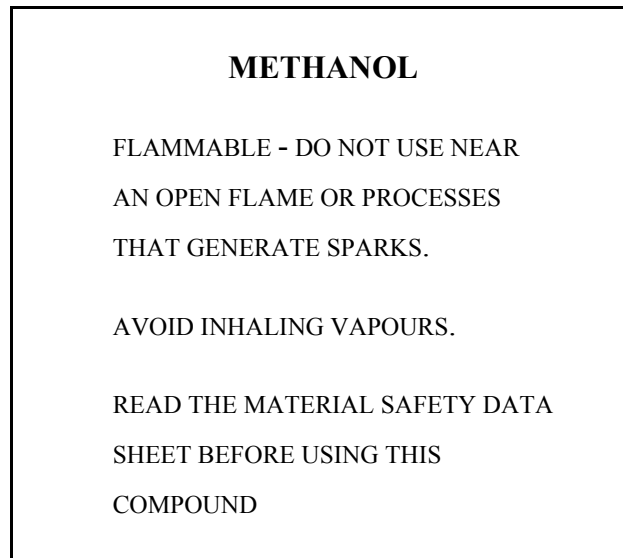 METHANOL
FLAMMABLE - DO NOT USE NEAR
AN OPEN FLAME OR PROCESSES
THAT GENERATE SPARKS.
AVOID INHALING VAPOURS.
READ THE MATERIAL SAFETY DATA
SHEET BEFORE USING THIS
COMPOUND